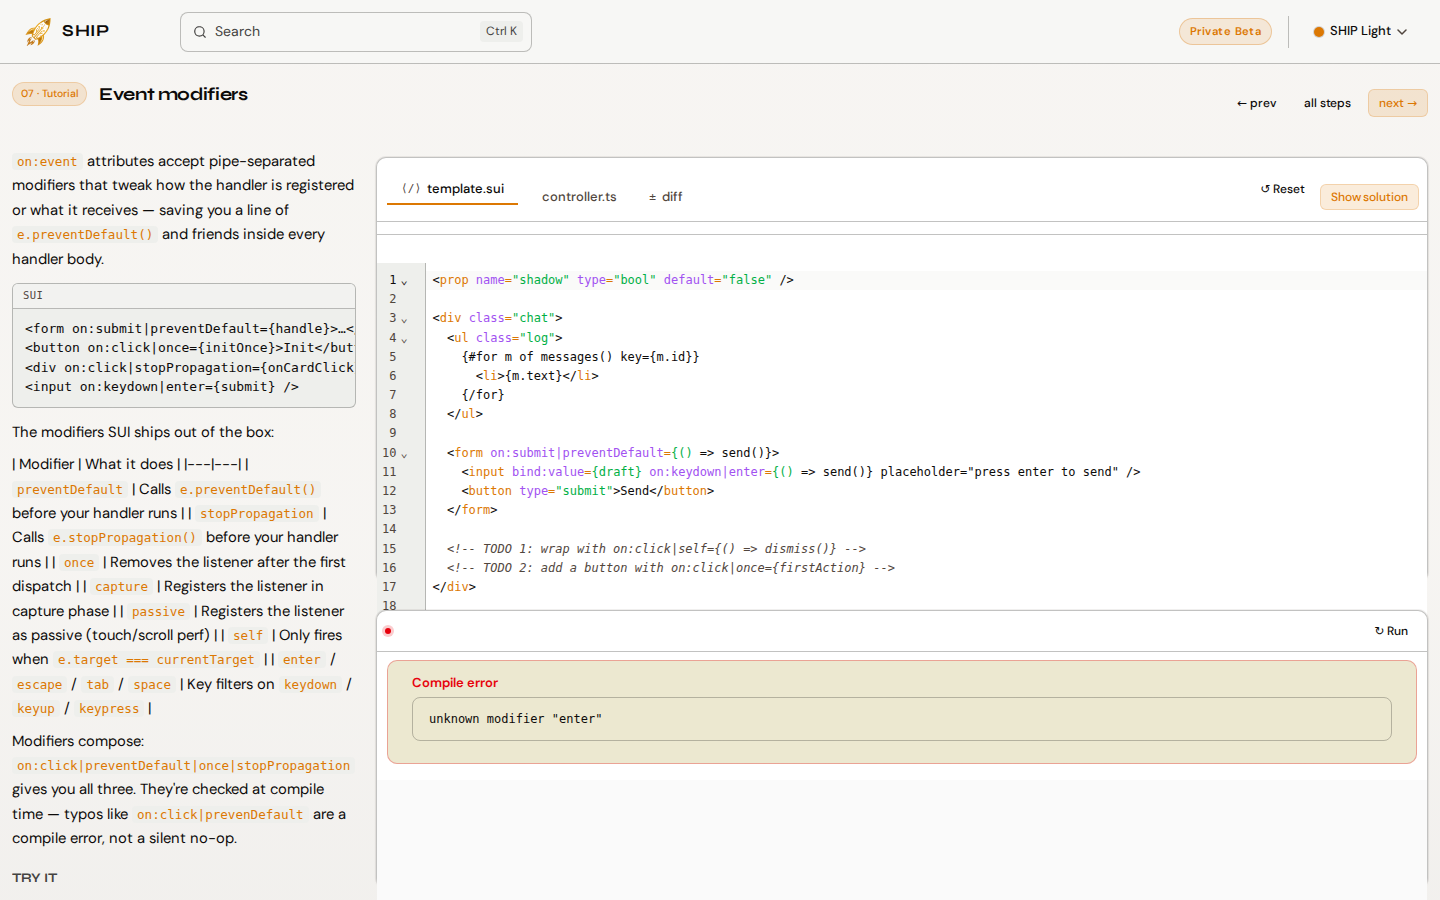 SHIP
Search
Ctrl K
Private Beta
SHIP Light
07 · Tutorial
Event modifiers
← prev
all steps
next →
on:event attributes accept pipe-separated
modifiers that tweak how the handler is registered
or what it receives — saving you a line of
e.preventDefault() and friends inside every
handler body.
SUI
<form on:submit|preventDefault={handle}>…<
<button on:click|once={initOnce}>Init</but
<div on:click|stopPropagation={onCardClick
<input on:keydown|enter={submit} />
The modifiers SUI ships out of the box:
| Modifier | What it does | |---|---| |
preventDefault | Calls e.preventDefault()
before your handler runs | | stopPropagation |
Calls e.stopPropagation() before your handler
runs | | once | Removes the listener after the first
dispatch | | capture | Registers the listener in
capture phase | | passive | Registers the listener
as passive (touch/scroll perf) | | self | Only fires
when e.target === currentTarget | | enter /
escape / tab / space | Key filters on keydown /
keyup / keypress |
Modifiers compose:
on:click|preventDefault|once|stopPropagation
gives you all three. They're checked at compile
time — typos like on:click|prevenDefault are a
compile error, not a silent no-op.
TRY IT
⟨/⟩ template.sui
controller.ts
± diff
↺ Reset
Show solution
1 <prop name="shadow" type="bool" default="false" />
2
3 <div class="chat">
4 <ul class="log">
5 {#for m of messages() key={m.id}}
6 <li>{m.text}</li>
7 {/for}
8 </ul>
9
10 <form on:submit|preventDefault={() => send()}>
11 <input bind:value={draft} on:keydown|enter={() => send()} placeholder="press enter to send" />
12 <button type="submit">Send</button>
13 </form>
14
15 <!-- TODO 1: wrap with on:click|self={() => dismiss()} -->
16 <!-- TODO 2: add a button with on:click|once={firstAction} -->
17 </div>
18
↻ Run
Compile error
unknown modifier "enter"